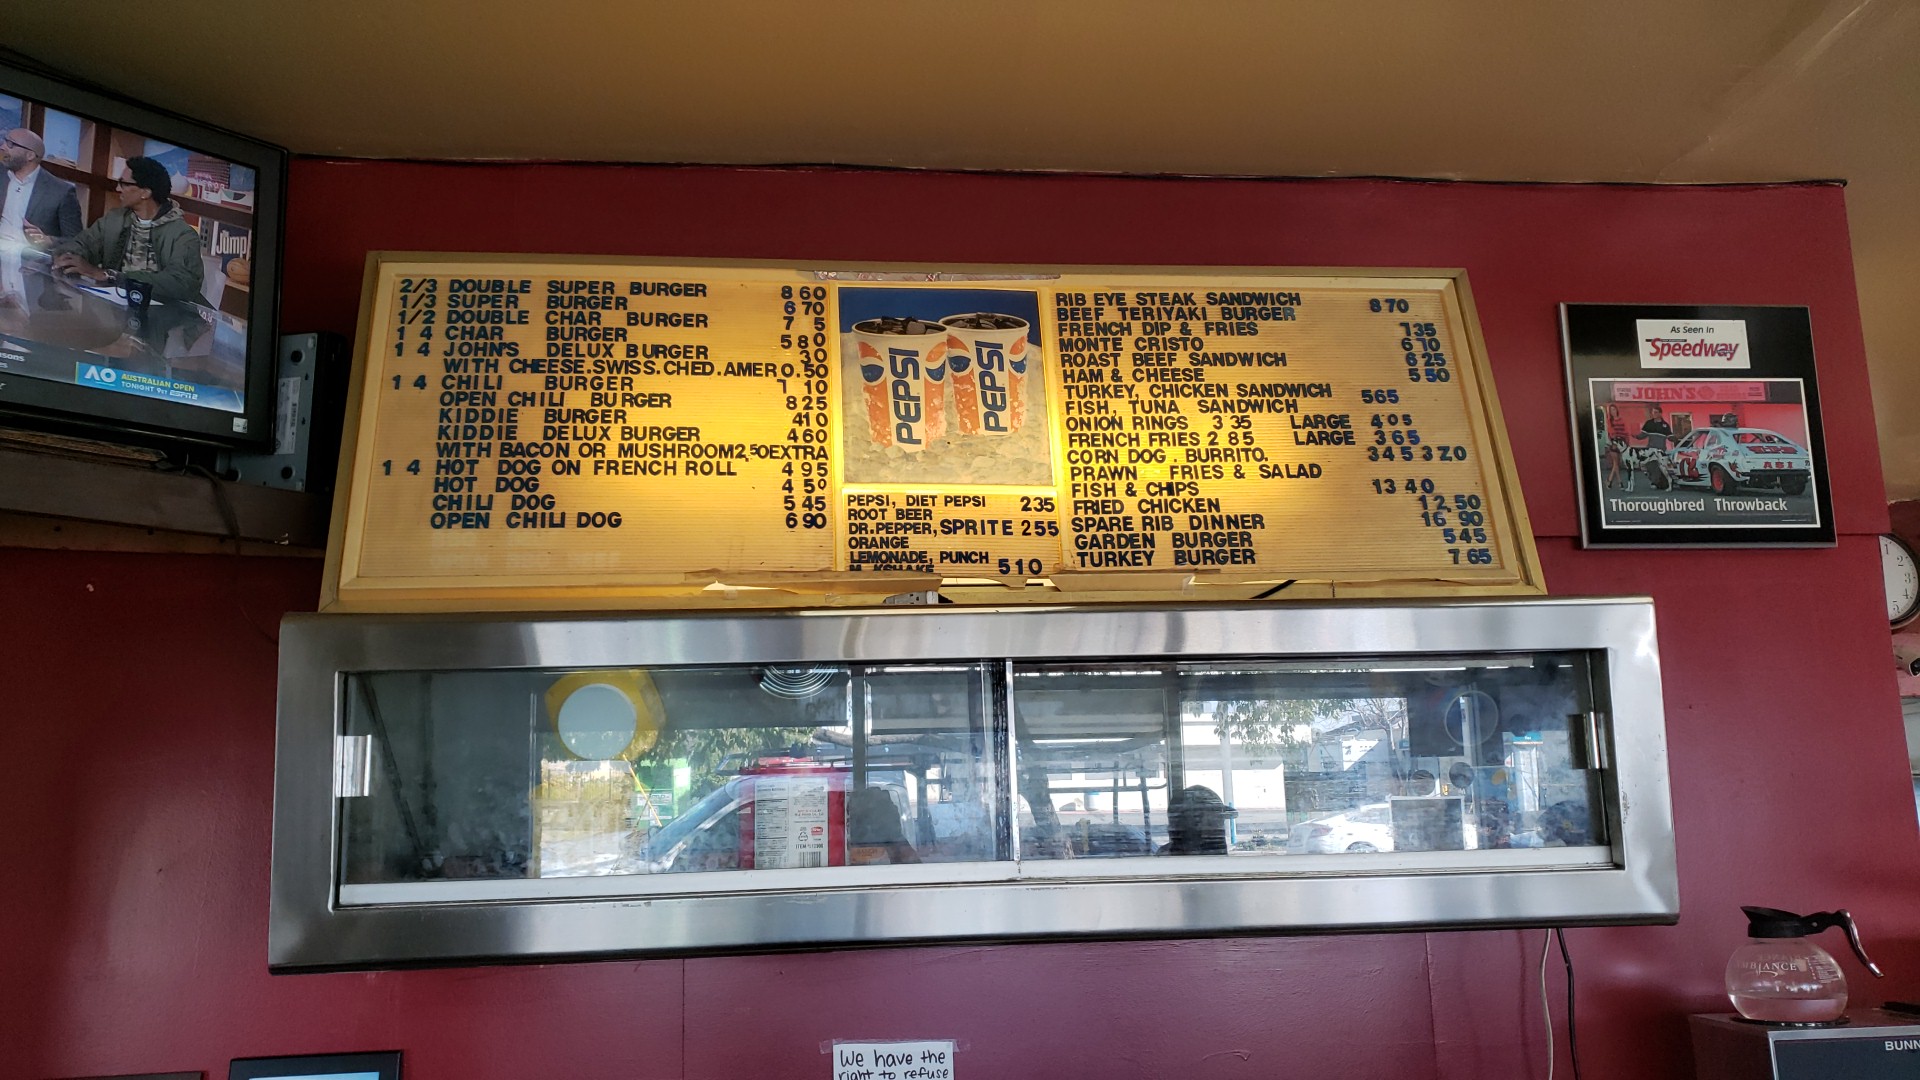 Jump
AO AUSTRALIAN OPEN
TONIGHT 9ET ESPN2
2/3 DOUBLE SUPER BURGER 8 60
1/3 SUPER BURGER 6 70
1/2 DOUBLE CHAR BURGER 7 5
1 4 CHAR BURGER 5 80
1 4 JOHN'S DELUX BURGER 30
WITH CHEESE.SWISS.CHED.AMER 0.50
1 4 CHILI BURGER 7 10
OPEN CHILI BURGER 8 25
KIDDIE BURGER 4 10
KIDDIE DELUX BURGER 4 60
WITH BACON OR MUSHROOM 2,50 EXTRA
1 4 HOT DOG ON FRENCH ROLL 4 95
HOT DOG 4 50
CHILI DOG 5 45
OPEN CHILI DOG 6 90
PEPSI PEPSI
PEPSI, DIET PEPSI 2 35
ROOT BEER
DR.PEPPER, SPRITE 2 55
ORANGE
LEMONADE, PUNCH
M KSHAKE 5 10
RIB EYE STEAK SANDWICH 8 70
BEEF TERIYAKI BURGER
FRENCH DIP & FRIES 7 35
MONTE CRISTO 6 10
ROAST BEEF SANDWICH 6 25
HAM & CHEESE 5 50
TURKEY, CHICKEN SANDWICH 5 65
FISH, TUNA SANDWICH
ONION RINGS 3 35 LARGE 4 05
FRENCH FRIES 2 85 LARGE 3 65
CORN DOG . BURRITO. 3 4 5 3 20
PRAWN FRIES & SALAD
FISH & CHIPS 13 40
FRIED CHICKEN 12,50
SPARE RIB DINNER 16 90
GARDEN BURGER 5 45
TURKEY BURGER 7 65
As Seen in
Speedway
JOHN'S
Thoroughbred Throwback
We have the
right to refuse
BUNN